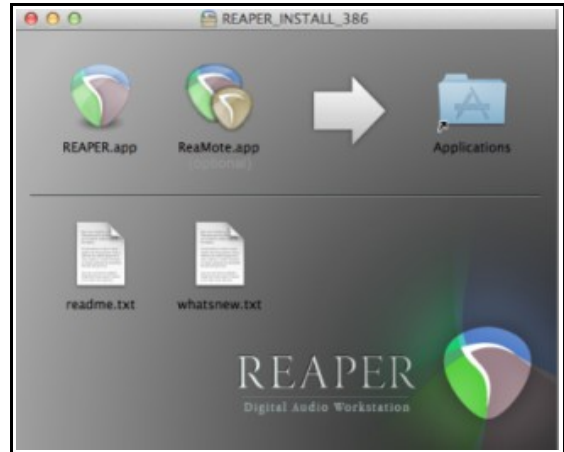 REAPER_INSTALL_386
REAPER.app
ReaMote.app
(optional)
Applications
readme.txt
whatsnew.txt
REAPER
Digital Audio Workstation